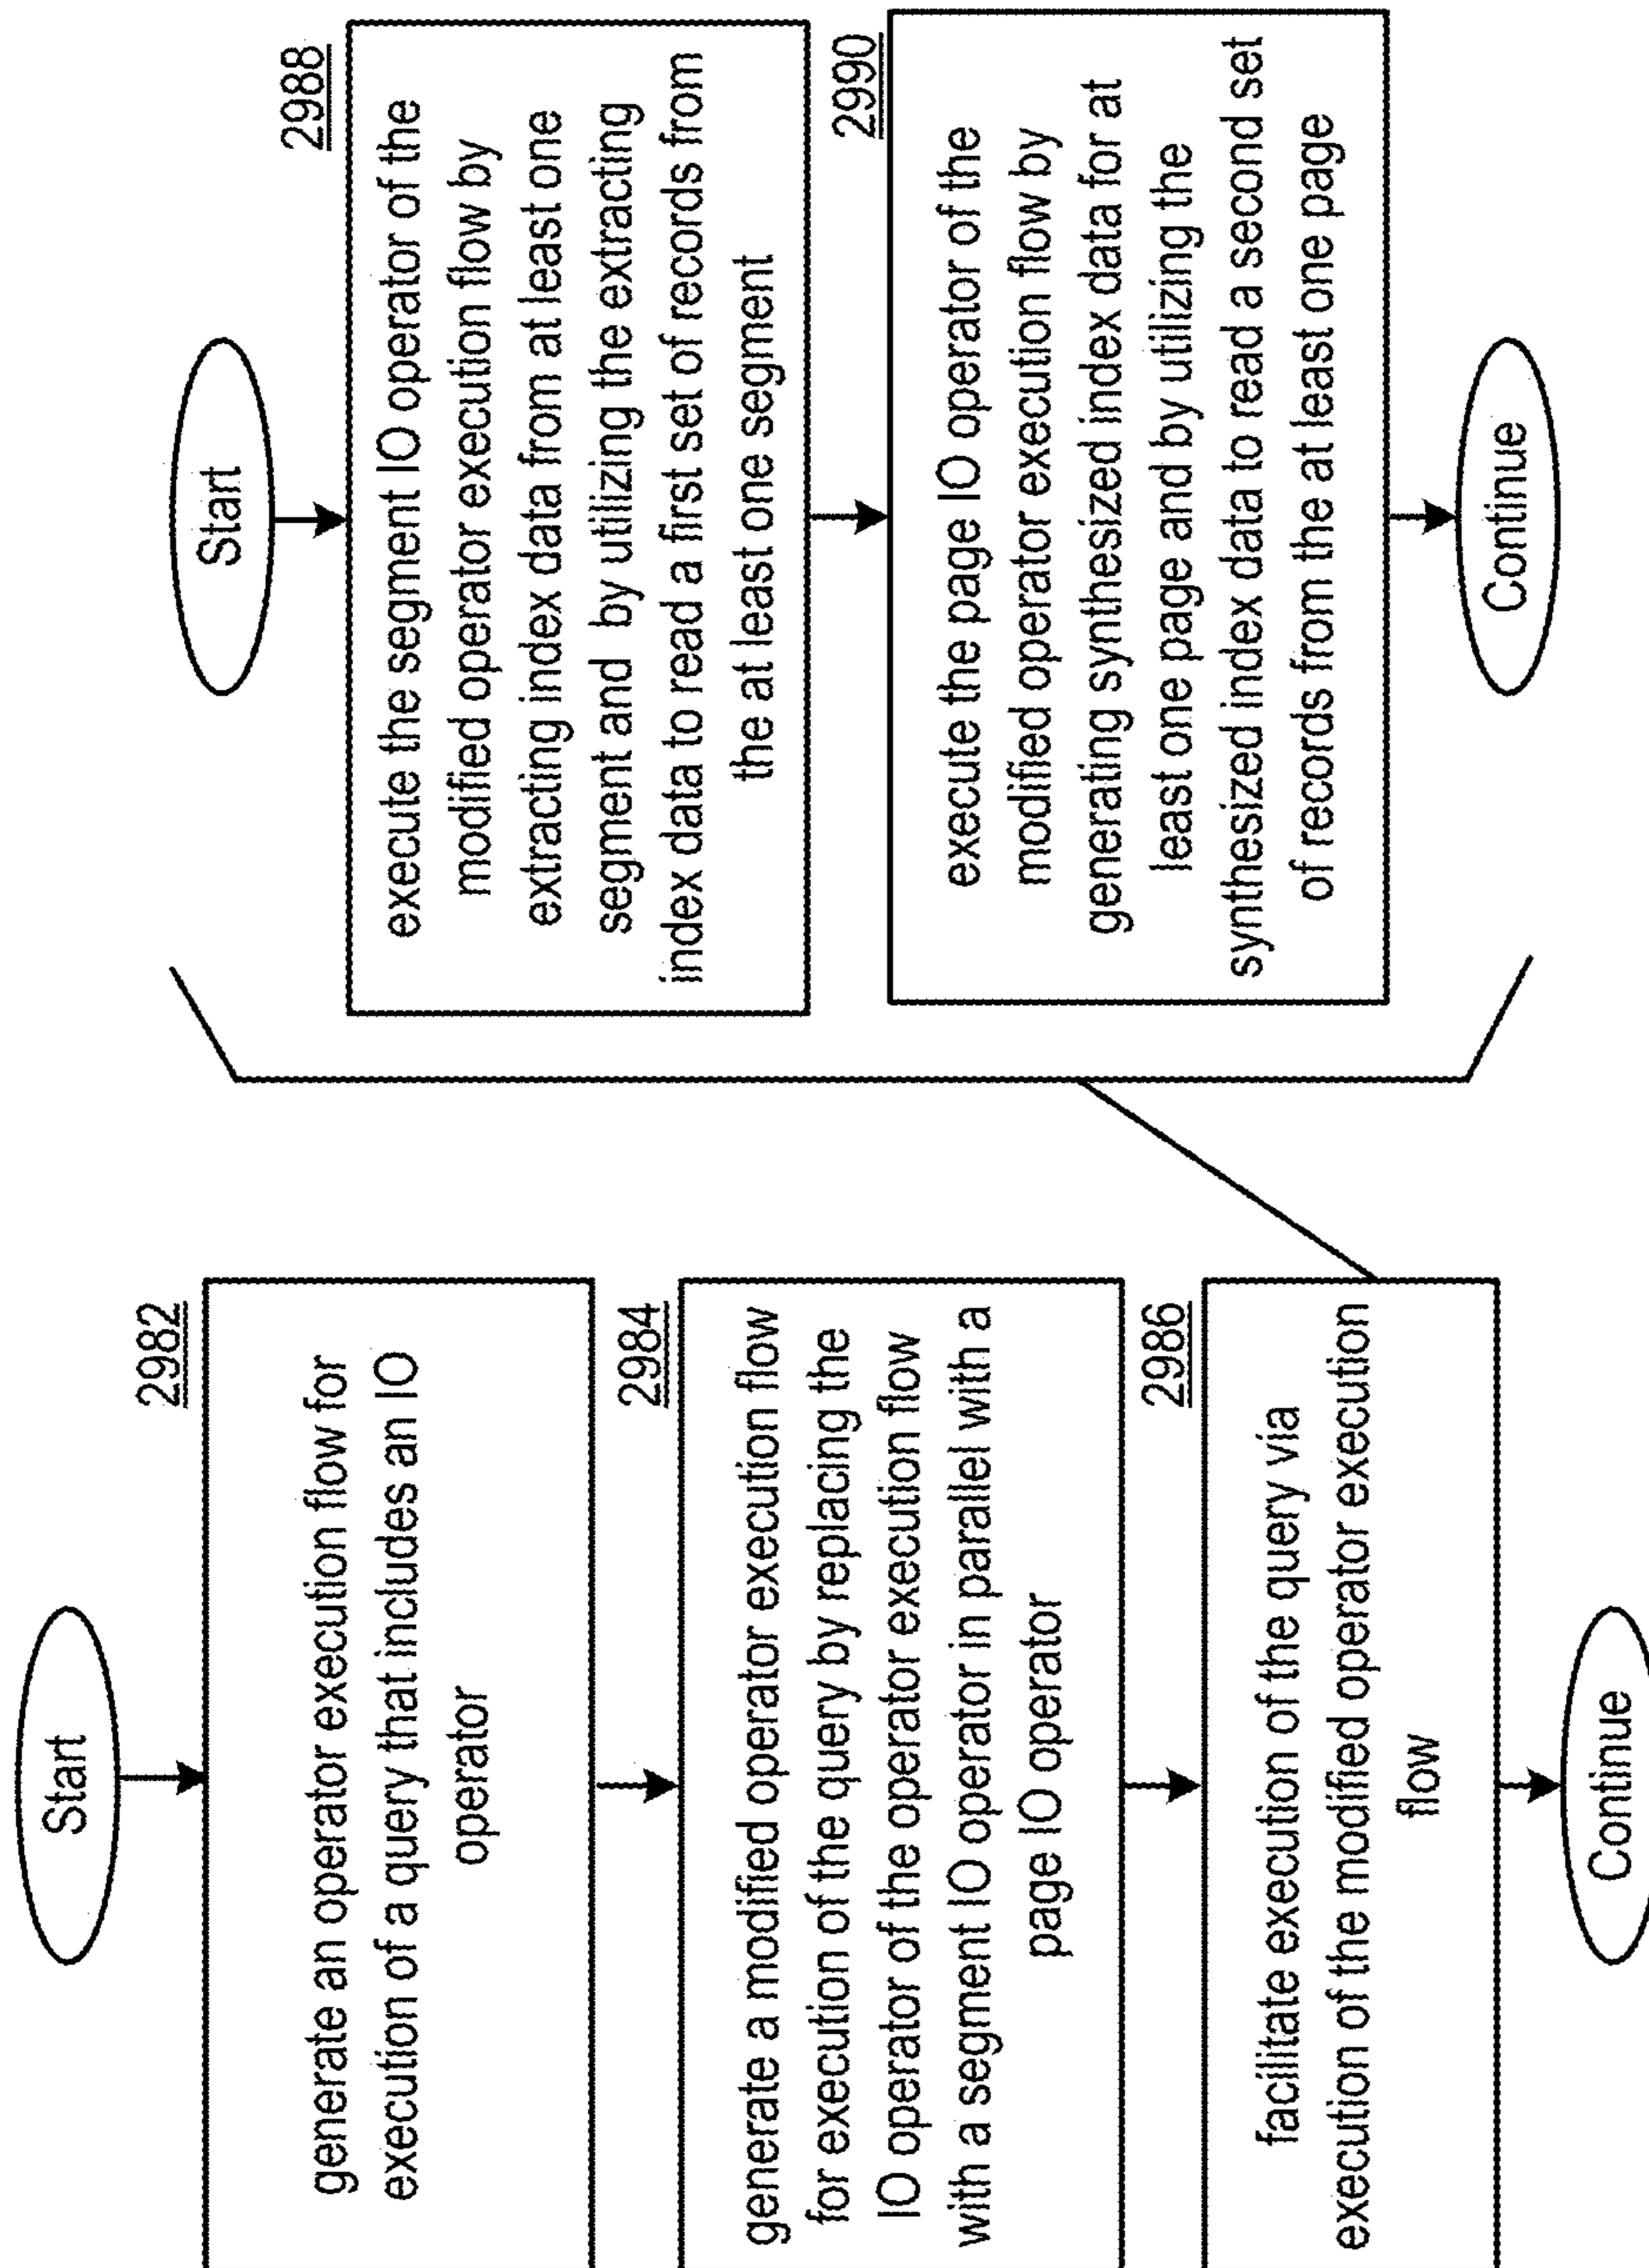 Start
2982
generate an operator execution flow for
execution of a query that includes an IO
operator
2984
generate a modified operator execution flow
for execution of the query by replacing the
IO operator of the operator execution flow
with a segment IO operator in parallel with a
page IO operator
2986
facilitate execution of the query via
execution of the modified operator execution
flow
Continue
Start
2988
execute the segment IO operator of the
modified operator execution flow by
extracting index data from at least one
segment and by utilizing the extracting
index data to read a first set of records from
the at least one segment
2990
execute the page IO operator of the
modified operator execution flow by
generating synthesized index data for at
least one page and by utilizing the
synthesized index data to read a second set
of records from the at least one page
Continue